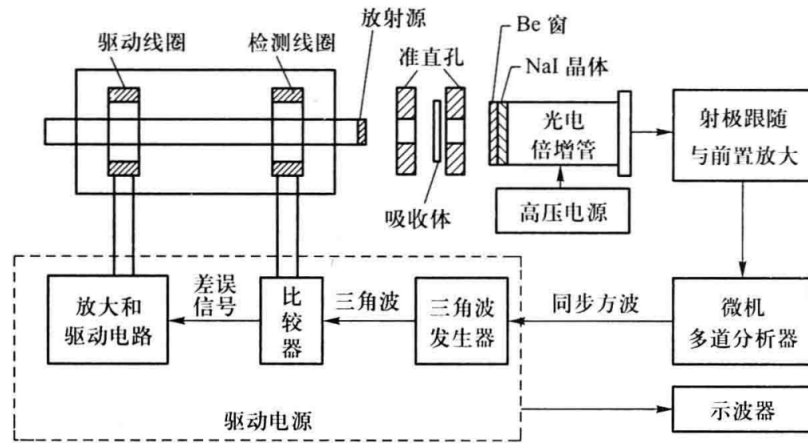 放射源
驱动线圈
检测线圈
准直孔
Be 窗
NaI 晶体
光电
倍增管
射极跟随
与前置放大
吸收体
高压电源
放大和
驱动电路
差误
信号
比
较
器
三角波
三角波
发生器
同步方波
微机
多道分析器
驱动电源
示波器